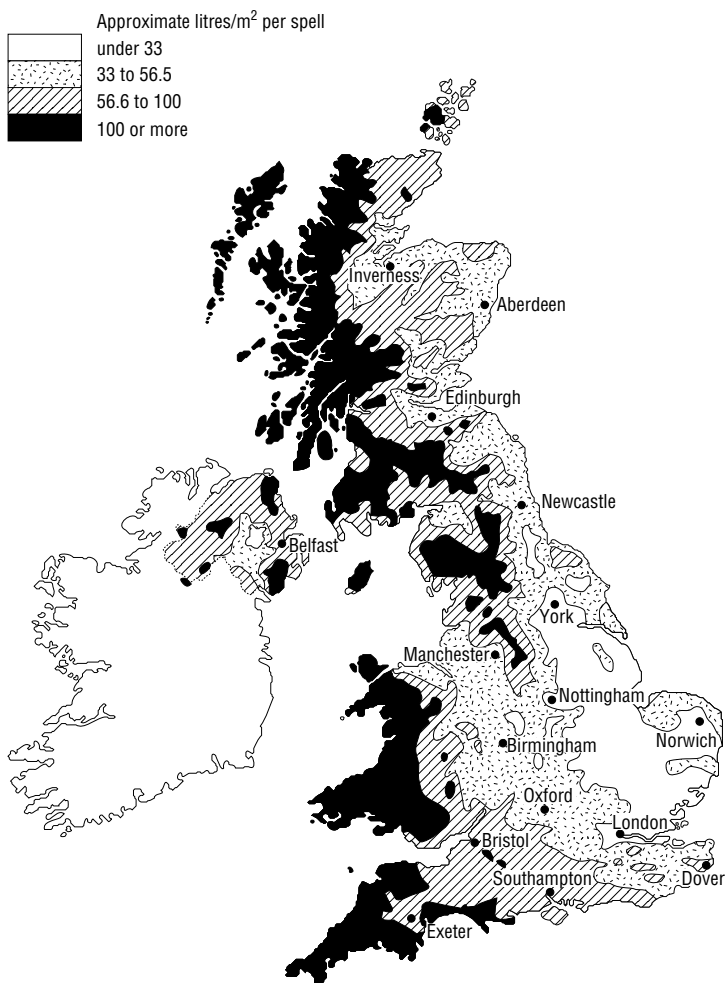 Approximate litres/m² per spell
under 33
33 to 56.5
56.6 to 100
100 or more
Inverness
Aberdeen
Edinburgh
Newcastle
Belfast
York
Manchester
Nottingham
Norwich
Birmingham
Oxford
London
Bristol
Southampton
Dover
Exeter